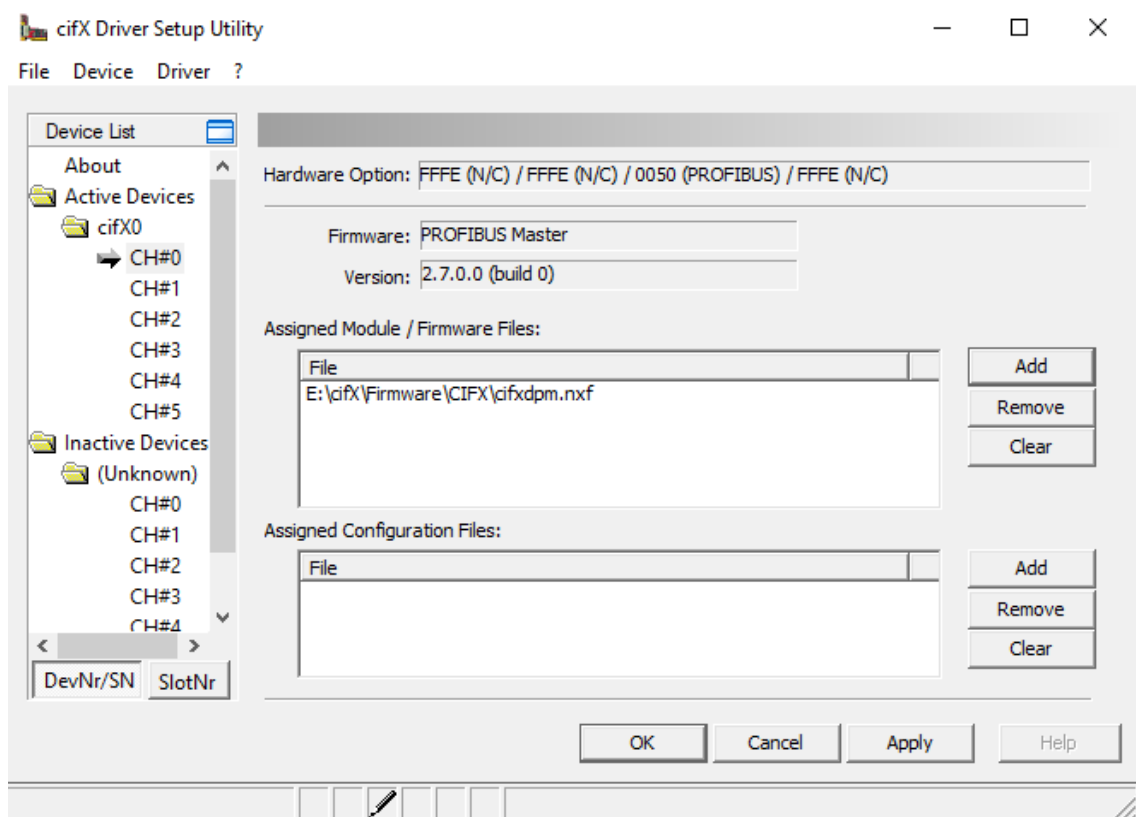 cifX Driver Setup Utility
File Device Driver ?
Device List
About
Active Devices
cifX0
CH#0
CH#1
CH#2
CH#3
CH#4
CH#5
Inactive Devices
(Unknown)
CH#0
CH#1
CH#2
CH#3
CH#4
DevNr/SN SlotNr
Hardware Option: FFFE (N/C) / FFFE (N/C) / 0050 (PROFIBUS) / FFFE (N/C)
Firmware: PROFIBUS Master
Version: 2.7.0.0 (build 0)
Assigned Module / Firmware Files:
File
E:\cifX\Firmware\CIFX\cifxdpm.nxf
Add
Remove
Clear
Assigned Configuration Files:
File
Add
Remove
Clear
OK Cancel Apply Help